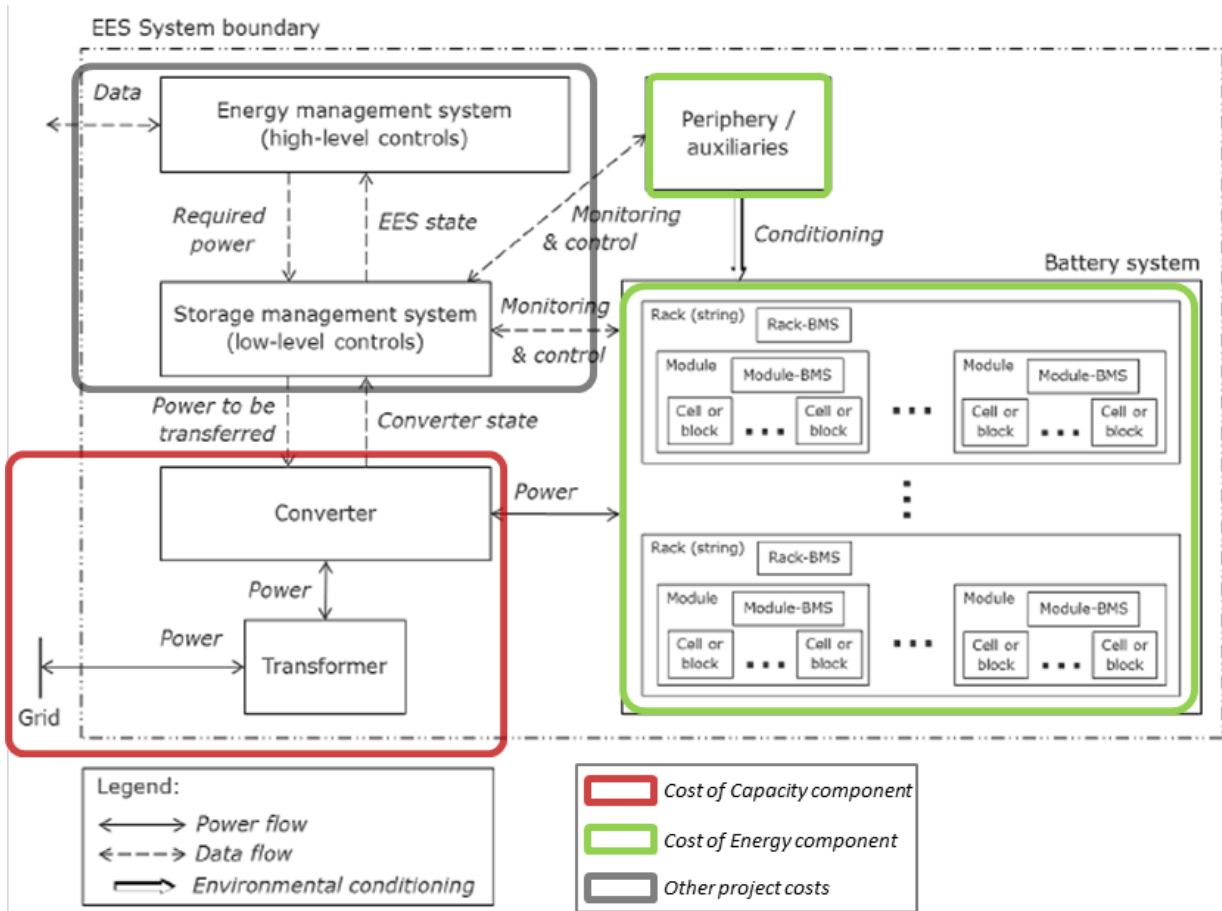 EES System boundary
Data
Energy management system
(high-level controls)
Periphery /
auxiliaries
Required
power
EES state
Monitoring
& control
Conditioning
Battery system
Storage management system
(low-level controls)
Monitoring
& control
Rack (string)
Rack-BMS
Module
Module-BMS
Cell or
block
Cell or
block
Module
Module-BMS
Cell or
block
Cell or
block
Power to be
transferred
Converter state
Converter
Power
Power
Rack (string)
Rack-BMS
Module
Module-BMS
Cell or
block
Cell or
block
Module
Module-BMS
Cell or
block
Cell or
block
Power
Transformer
Grid
Legend:
Power flow
Data flow
Environmental conditioning
Cost of Capacity component
Cost of Energy component
Other project costs